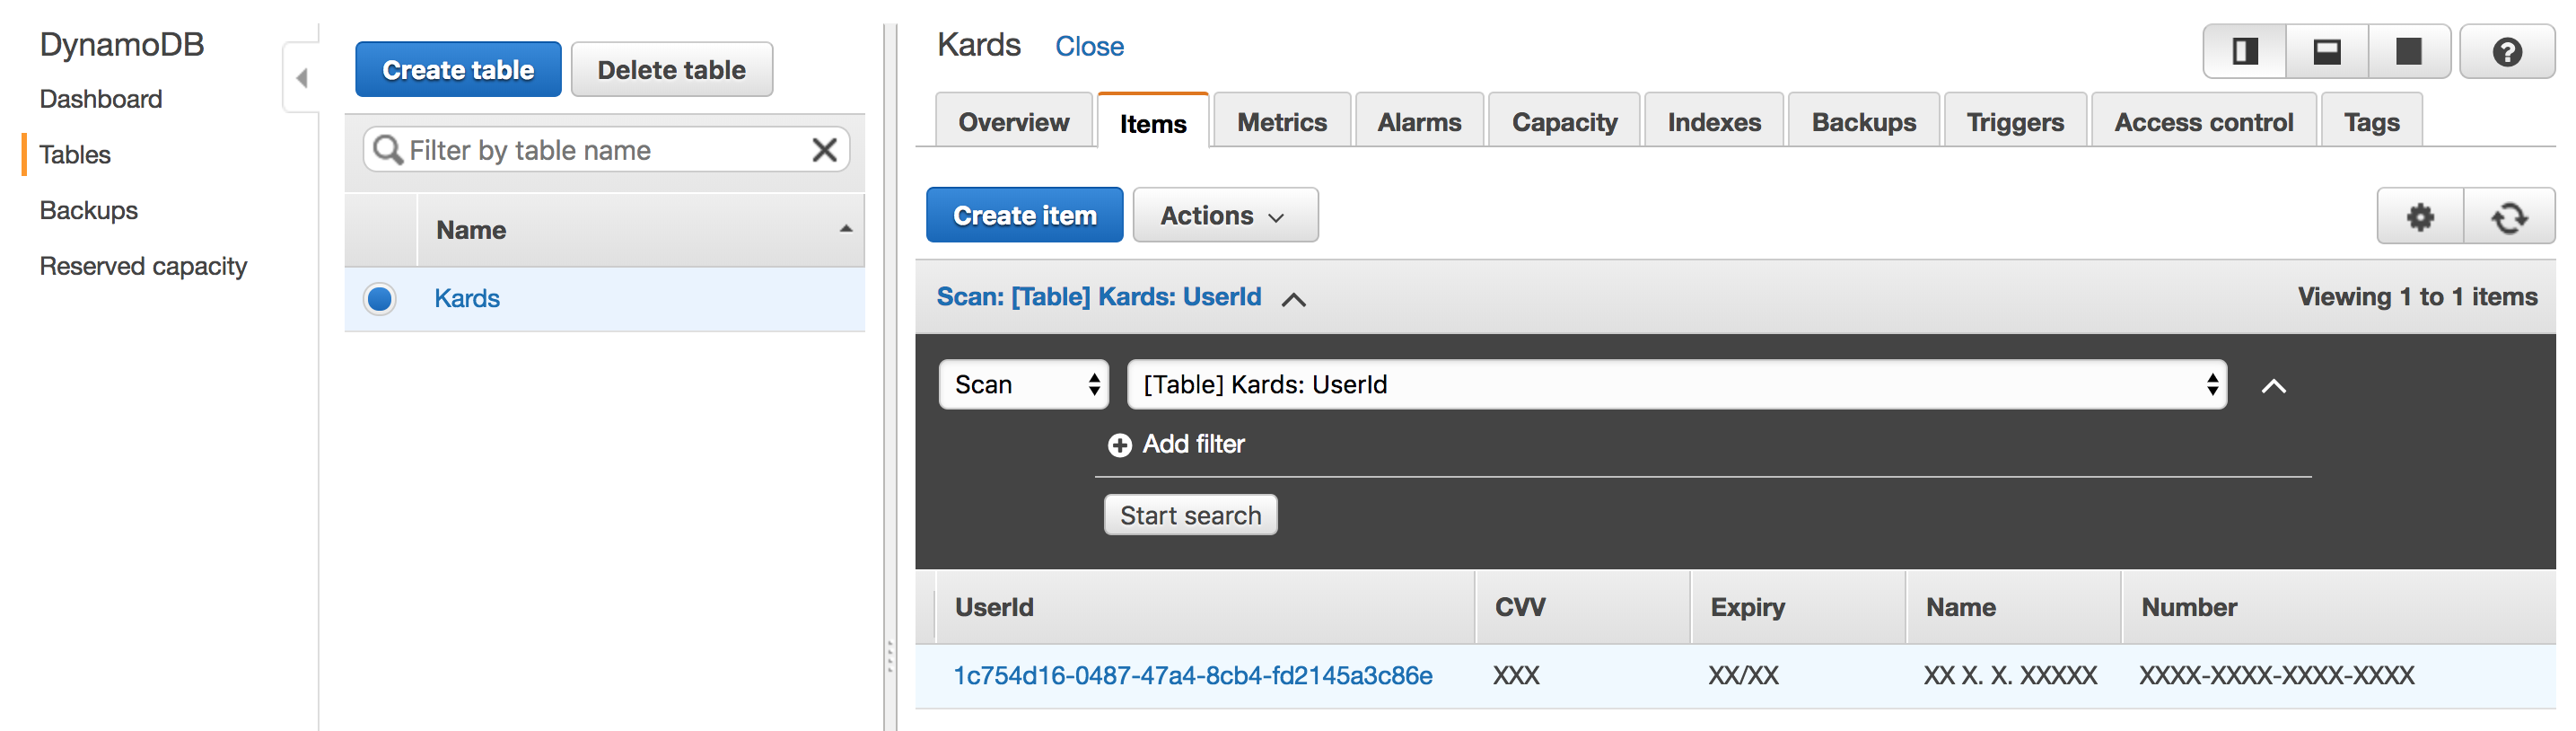 DynamoDB
Dashboard
Tables
Backups
Reserved capacity
Create table
Delete table
Filter by table name
Name
Kards
Kards Close
Overview Items Metrics Alarms Capacity Indexes Backups Triggers Access control Tags
Create item Actions
Scan: [Table] Kards: UserId
Viewing 1 to 1 items
Scan [Table] Kards: UserId
Add filter
Start search
UserId CVV Expiry Name Number
1c754d16-0487-47a4-8cb4-fd2145a3c86e XXX XX/XX XX X. X. XXXXX XXXX-XXXX-XXXX-XXXX